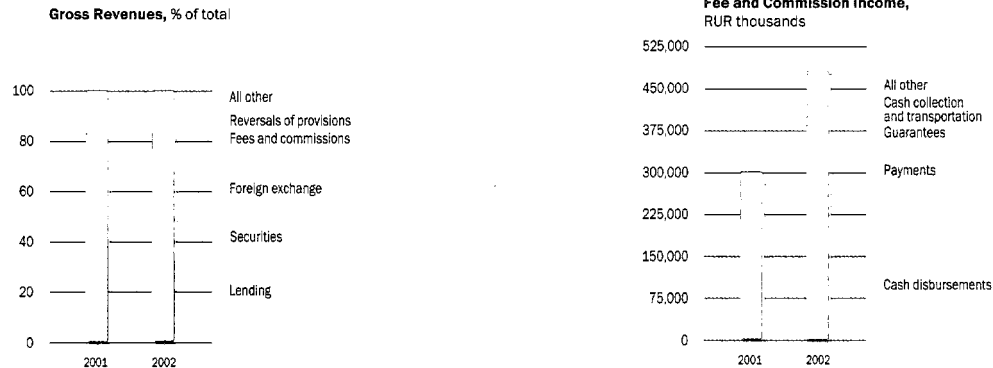 Gross Revenues, % of total
100
80
60
40
20
0
2001 2002
All other
Reversals of provisions
Fees and commissions
Foreign exchange
Securities
Lending
Fee and Commission Income,
RUR thousands
525,000
450,000
375,000
300,000
225,000
150,000
75,000
0
2001 2002
All other
Cash collection
and transportation
Guarantees
Payments
Cash disbursements